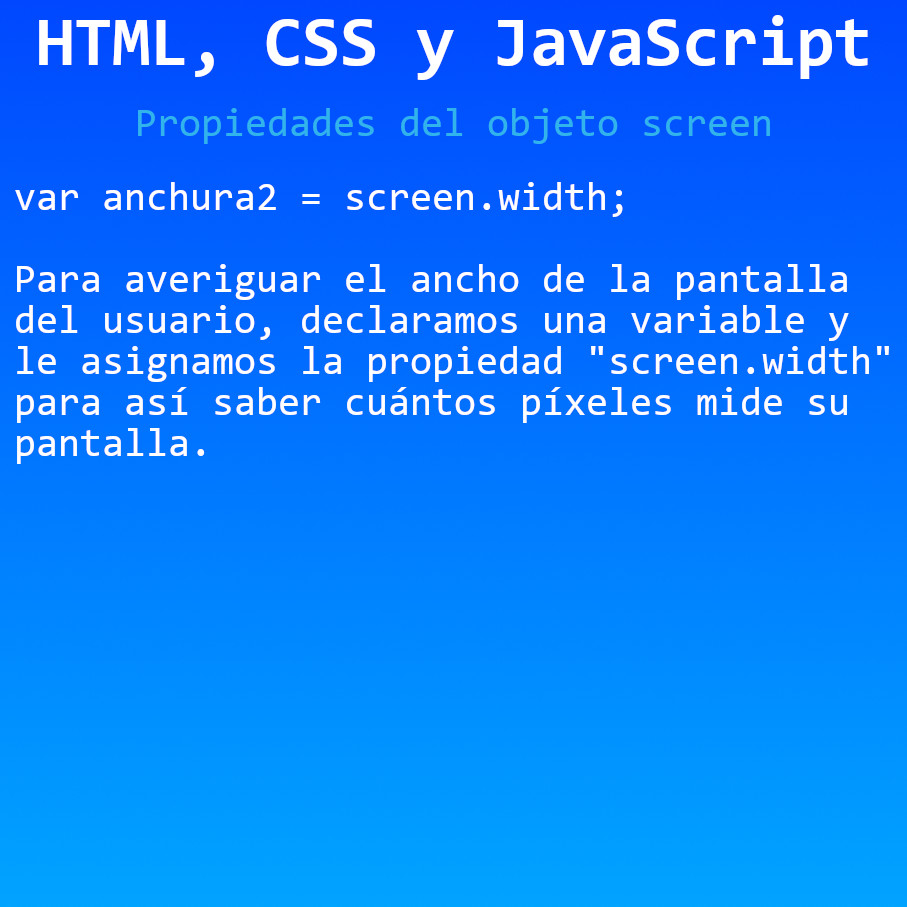 HTML, CSS y JavaScript
Propiedades del objeto screen
var anchura2 = screen.width;
Para averiguar el ancho de la pantalla
del usuario, declaramos una variable y
le asignamos la propiedad "screen.width"
para así saber cuántos píxeles mide su
pantalla.